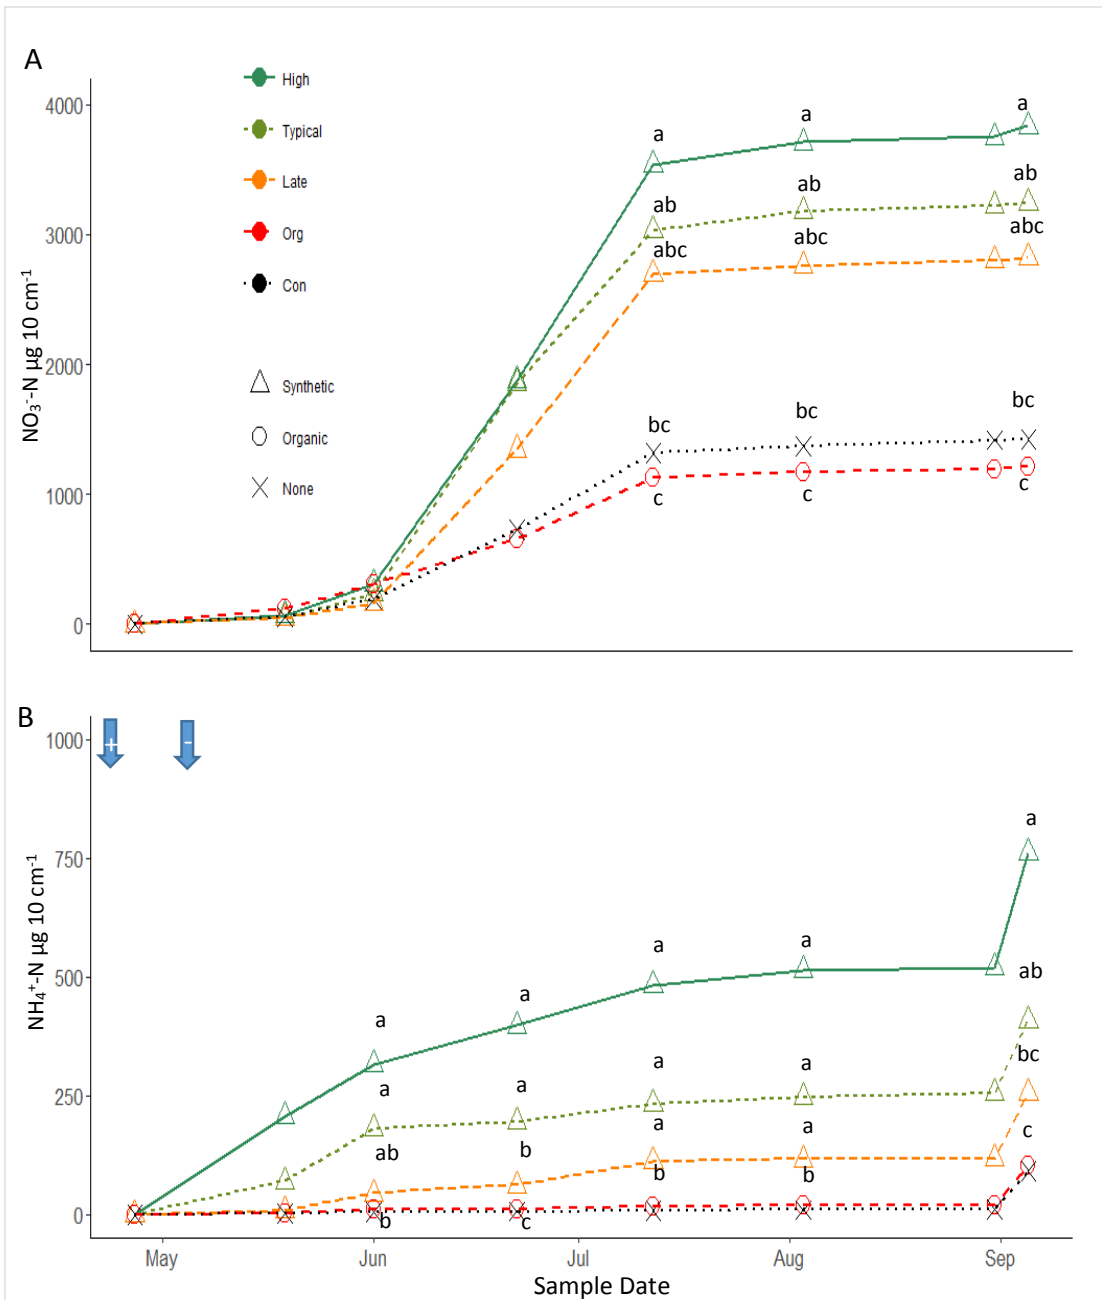 A
High
Typical
Late
Org
Con
Synthetic
Organic
None
4000
3000
2000
1000
0
NO₃⁻-N µg 10 cm⁻¹
a
a
a
ab
ab
ab
abc
abc
abc
bc
bc
bc
c
c
c
B
+
-
1000
750
500
250
0
NH₄⁺-N µg 10 cm⁻¹
a
a
a
a
a
ab
a
a
a
a
bc
ab
b
a
a
c
b
b
b
c
May
Jun
Jul
Aug
Sep
Sample Date